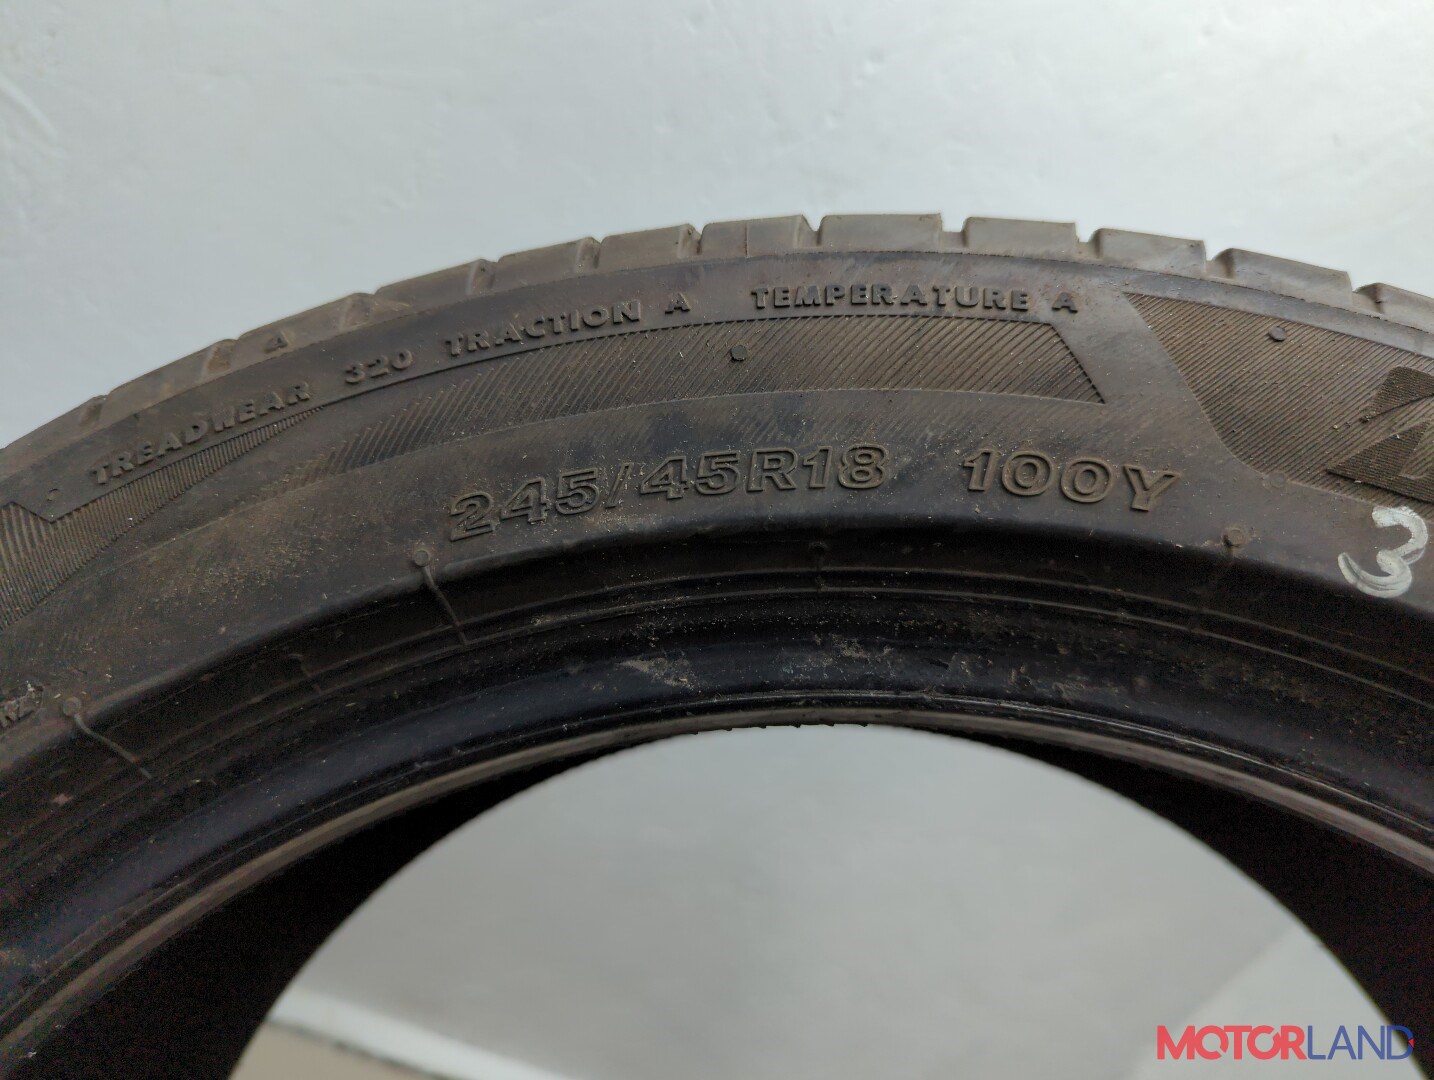 TREADWEAR 320 TRACTION A TEMPERATURE A
245/45R18 100Y
3
MOTORLAND